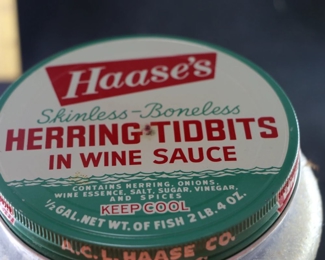 Haase's
Skinless-Boneless
HERRING TIDBITS
IN WINE SAUCE
CONTAINS HERRING, ONIONS,
WINE ESSENCE, SALT, SUGAR, VINEGAR,
AND SPICES
KEEP COOL
1/2 GAL. NET WT. OF FISH 2 LB. 4 OZ.
A.C.L. HAASE CO.